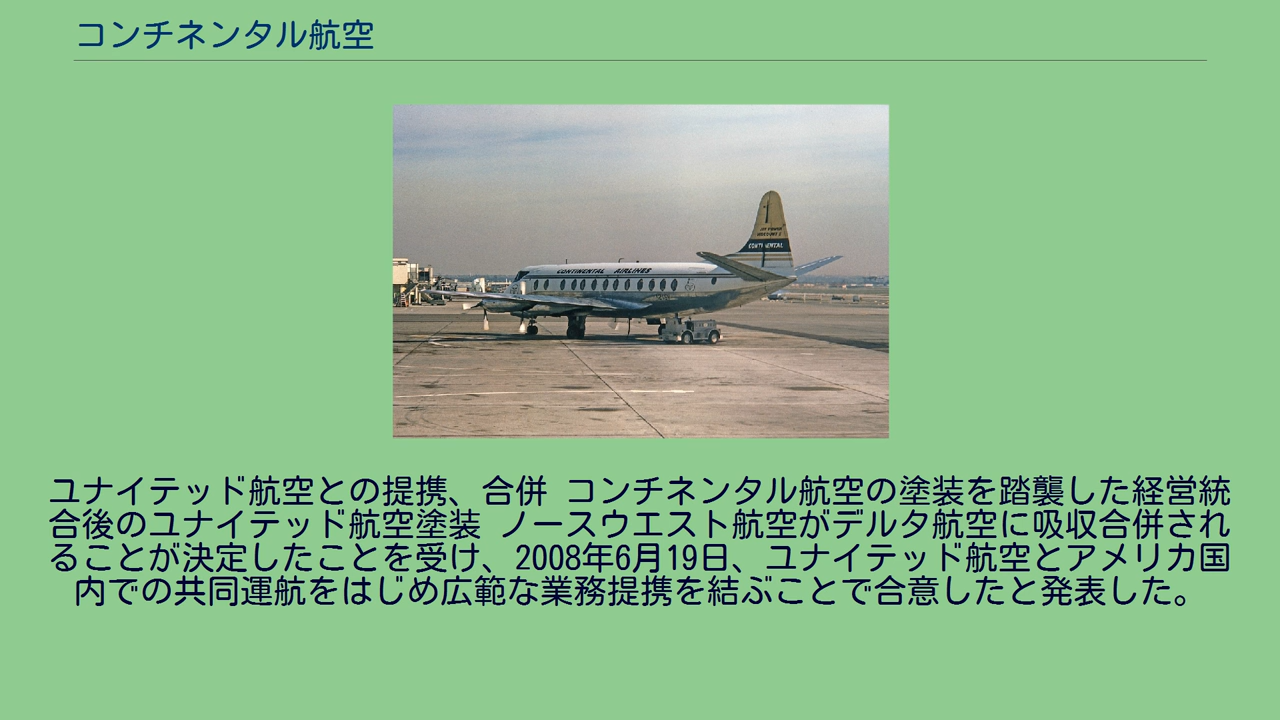 コンチネンタル航空
CONTINENTAL AIRLINES
CONTINENTAL
ユナイテッド航空との提携、合併 コンチネンタル航空の塗装を踏襲した経営統
合後のユナイテッド航空塗装 ノースウエスト航空がデルタ航空に吸収合併され
ることが決定したことを受け、2008年6月19日、ユナイテッド航空とアメリカ国
内での共同運航をはじめ広範な業務提携を結ぶことで合意したと発表した。